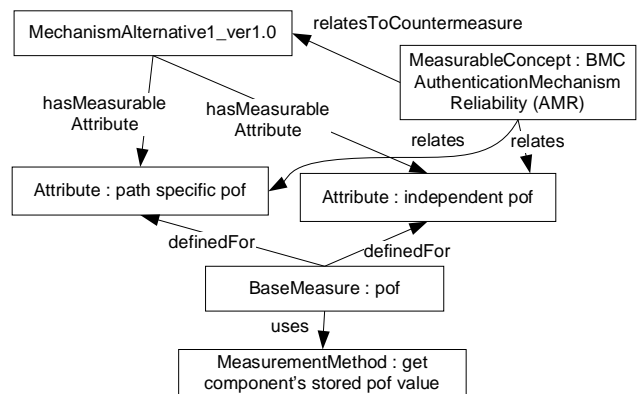 MechanismAlternative1_ver1.0
relatesToCountermeasure
MeasurableConcept : BMC
AuthenticationMechanism
Reliability (AMR)
hasMeasurable
Attribute
hasMeasurable
Attribute
relates
relates
Attribute : path specific pof
Attribute : independent pof
definedFor
definedFor
BaseMeasure : pof
uses
MeasurementMethod : get
component's stored pof value